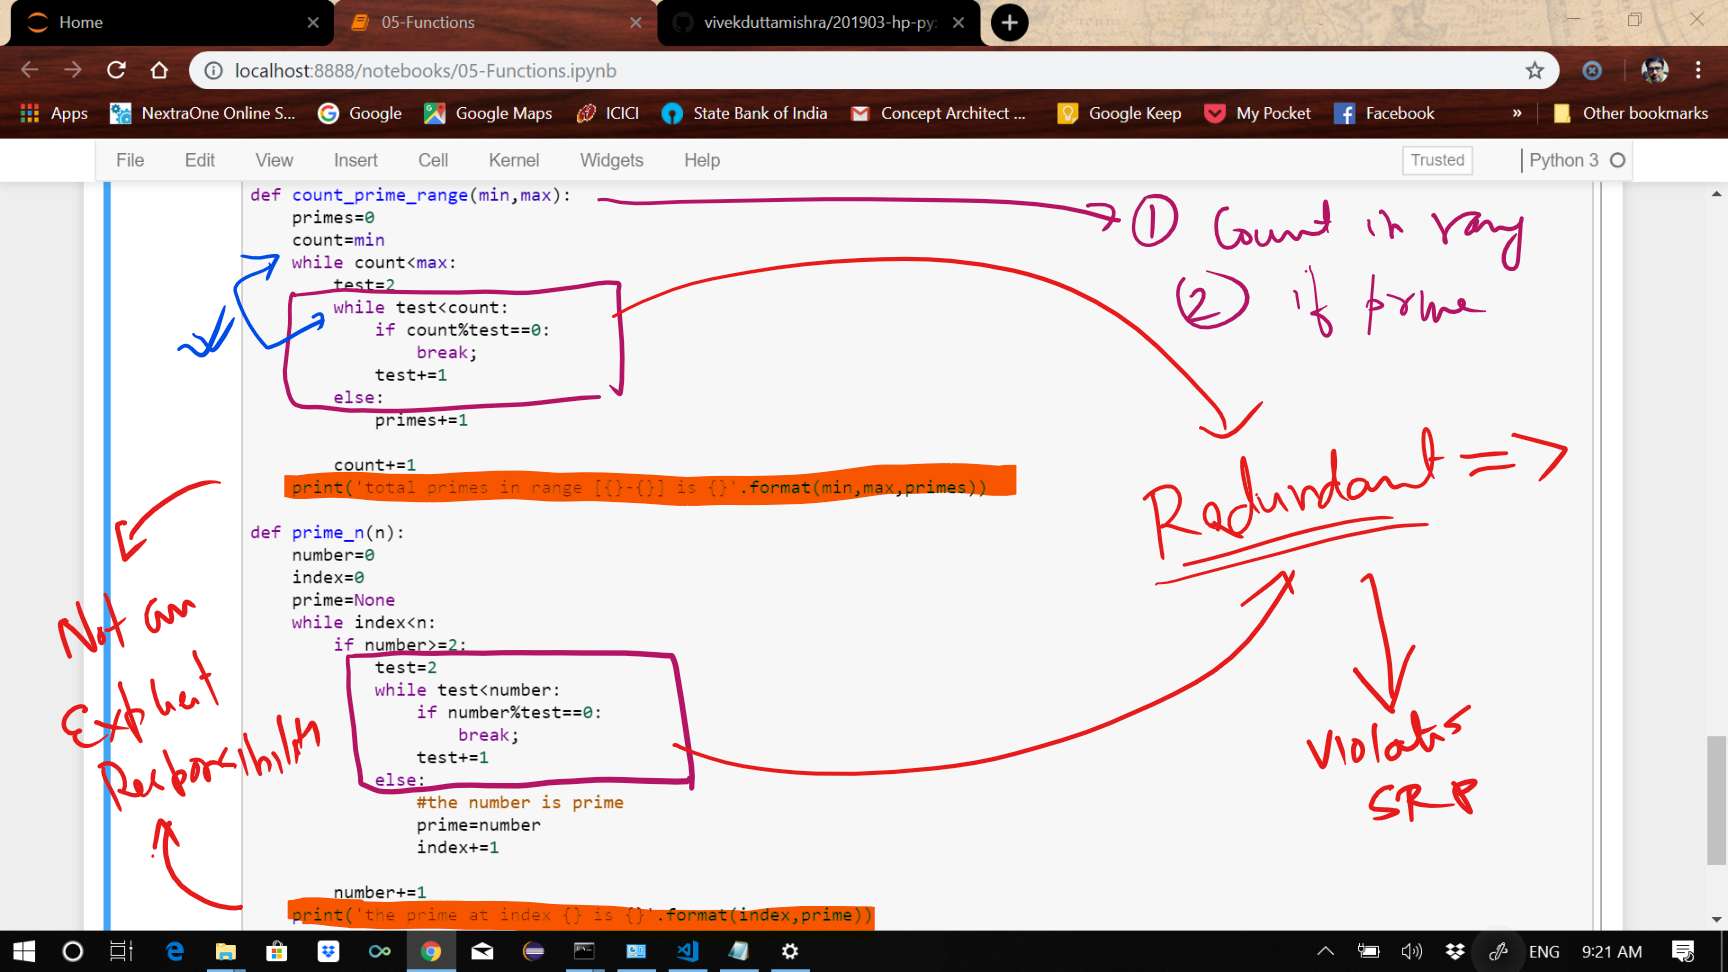 Home
05-Functions
vivekduttamishra/201903-hp-py
localhost:8888/notebooks/05-Functions.ipynb
Apps NextraOne Online S... Google Google Maps ICICI State Bank of India Concept Architect ... Google Keep My Pocket Facebook » Other bookmarks
File Edit View Insert Cell Kernel Widgets Help Trusted Python 3
def count_prime_range(min,max):
primes=0
count=min
while count<max:
test=2
while test<count:
if count%test==0:
break;
test+=1
else:
primes+=1
count+=1
print('total primes in range [{}-{}] is {}'.format(min,max,primes))
def prime_n(n):
number=0
index=0
prime=None
while index<n:
if number>=2:
test=2
while test<number:
if number%test==0:
break;
test+=1
else:
#the number is prime
prime=number
index+=1
number+=1
print('the prime at index {} is {}'.format(index,prime))
1 Count in rang
2 if prime
Redundant =>
Violates
SRP
Not an
Explicit
Responsibility
ENG 9:21 AM